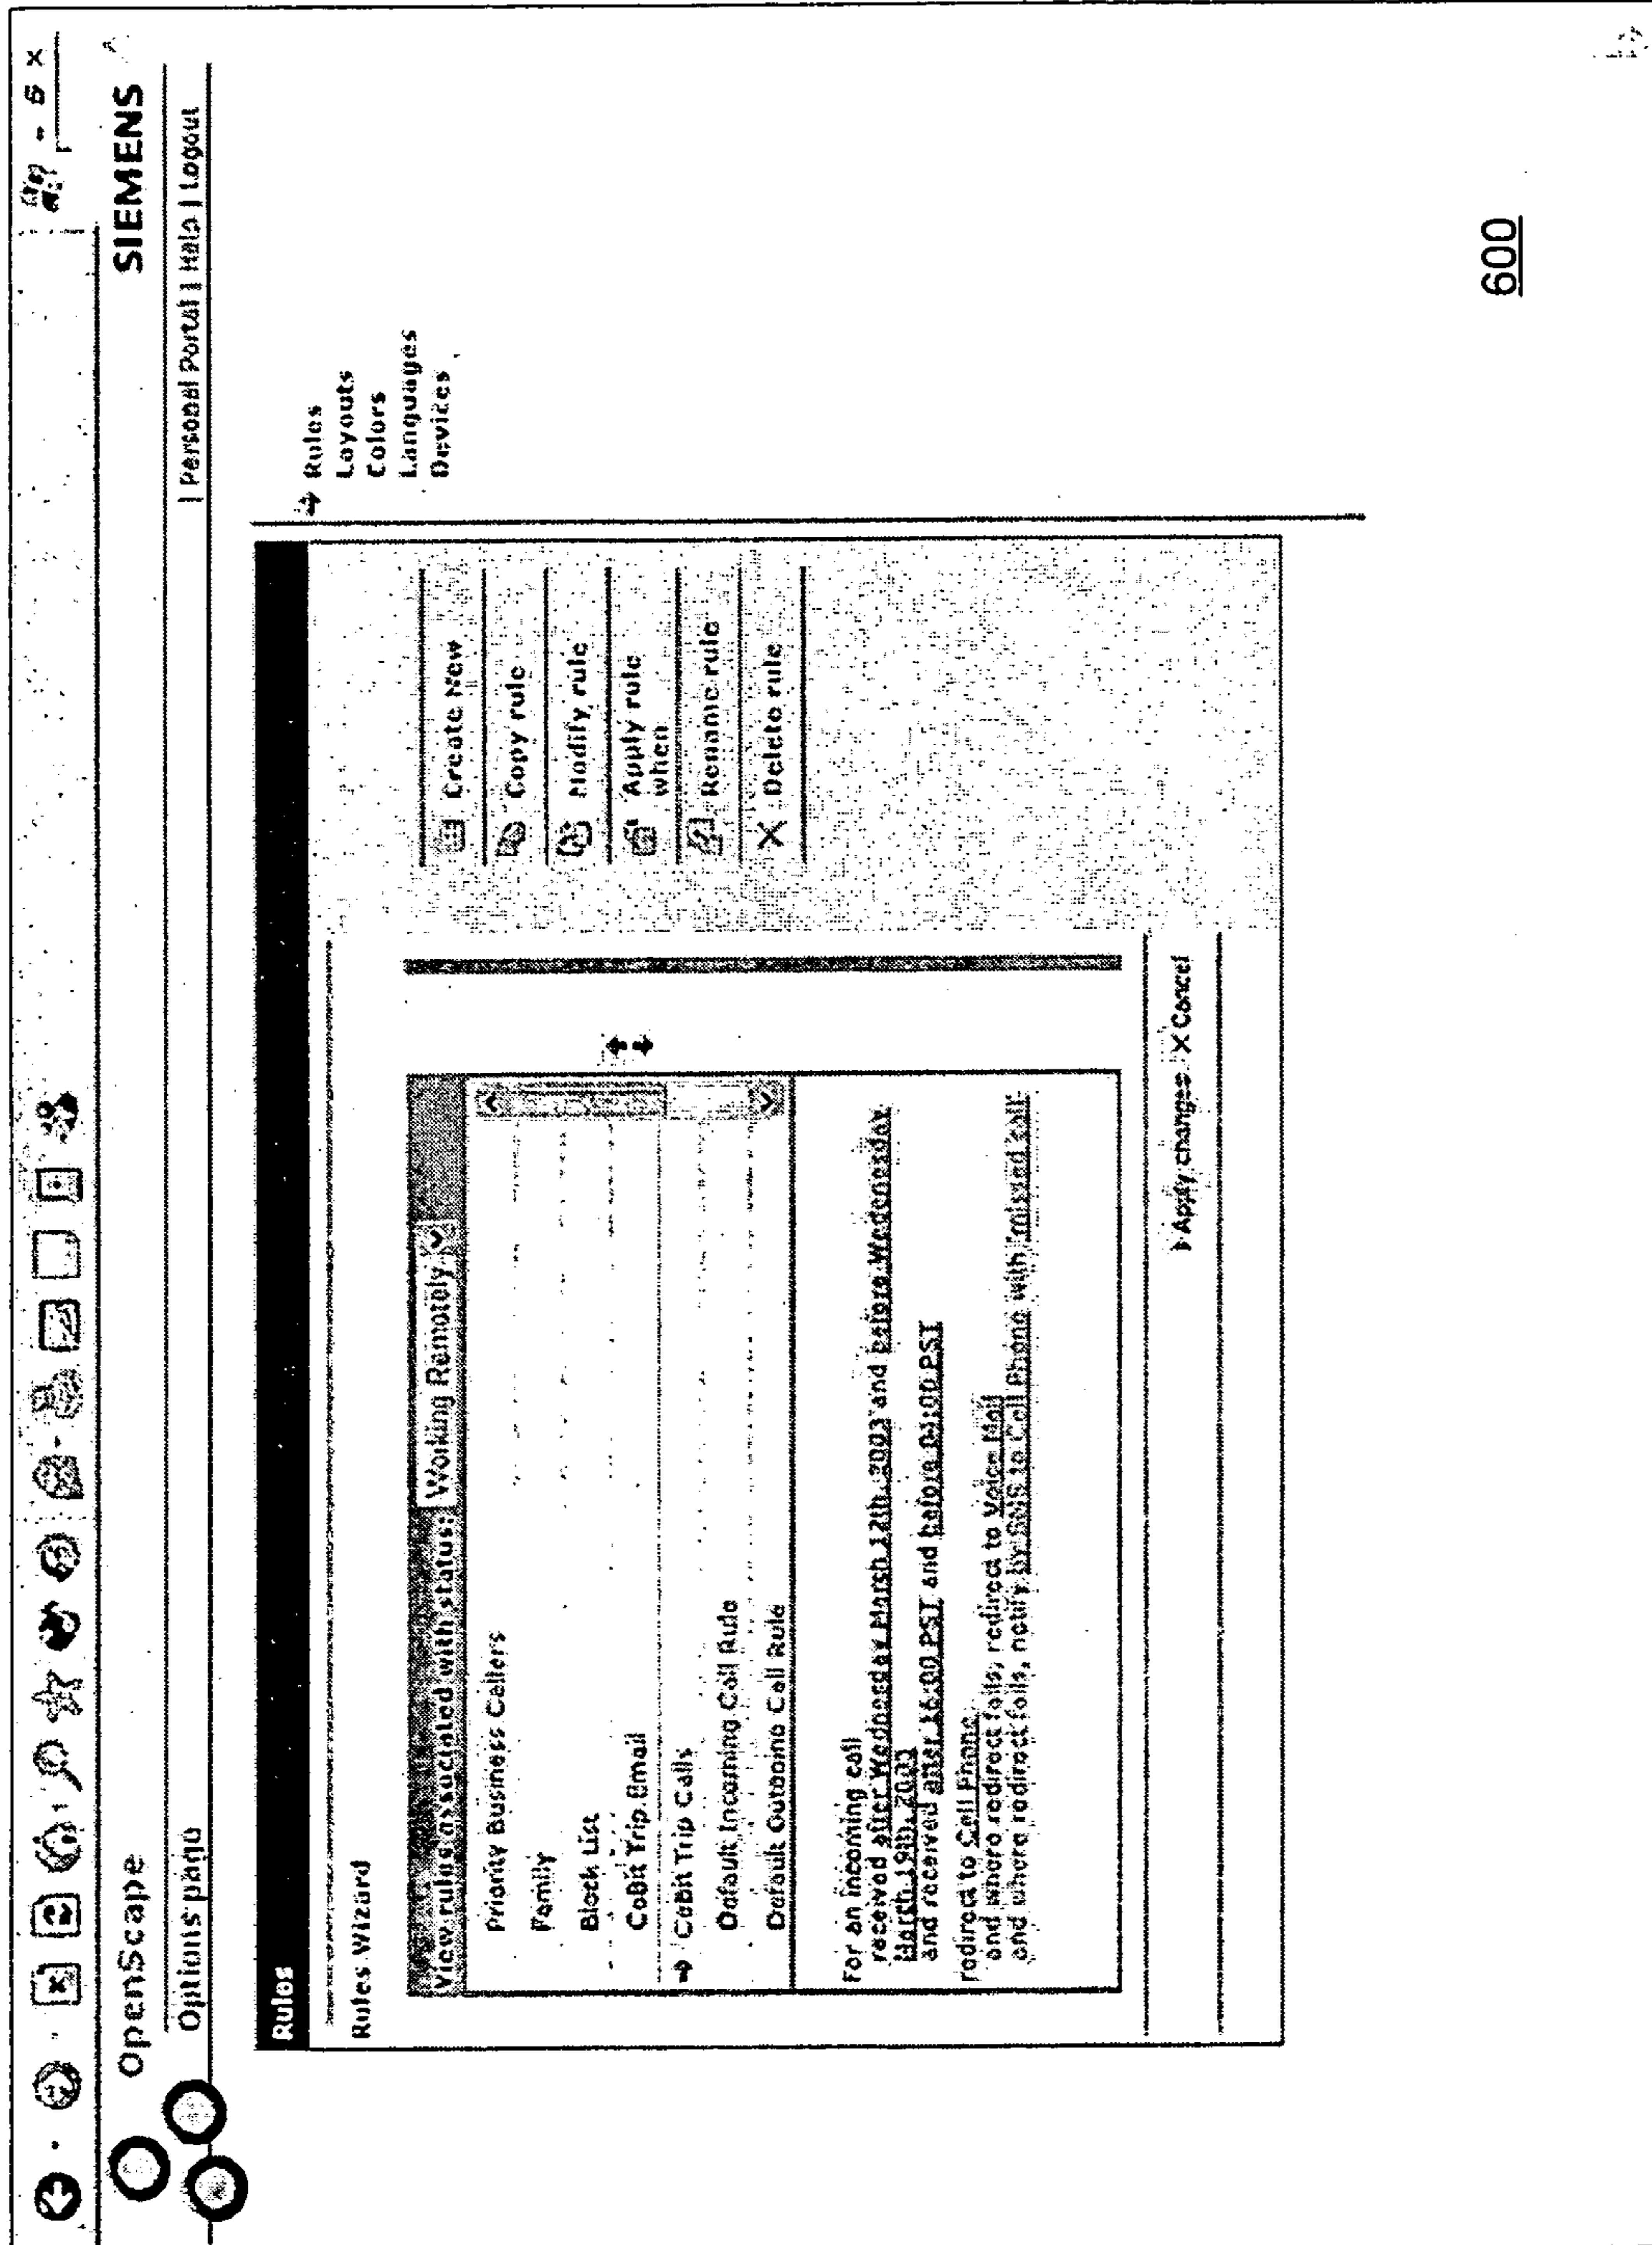 SIEMENS
OpenScape
Options page
| Personal Portal | Help | Logout
Rules
Rules Wizard
View rules associated with status: Working Remotely
Priority Business Callers
Family
Block List
CeBit Trip Email
CeBit Trip Calls
Default Incoming Call Rule
Default Outgoing Call Rule
For an incoming call
received after Wednesday Marsh 12th, 2003 and before Wedengsday
Marsh 19th, 2003
and received after 16:00 PST and before 04:00 PST
redirect to Cell Phone
and where redirect fails, redirect to Voice Mail
and where redirect fails, notify by SMS to Cell Phone with 'missed call'
Apply changes X Cancel
Create New
Copy rule
Modify rule
Apply rule
when
Rename rule
Delete rule
Rules
Layouts
Colors
Languages
Devices
600